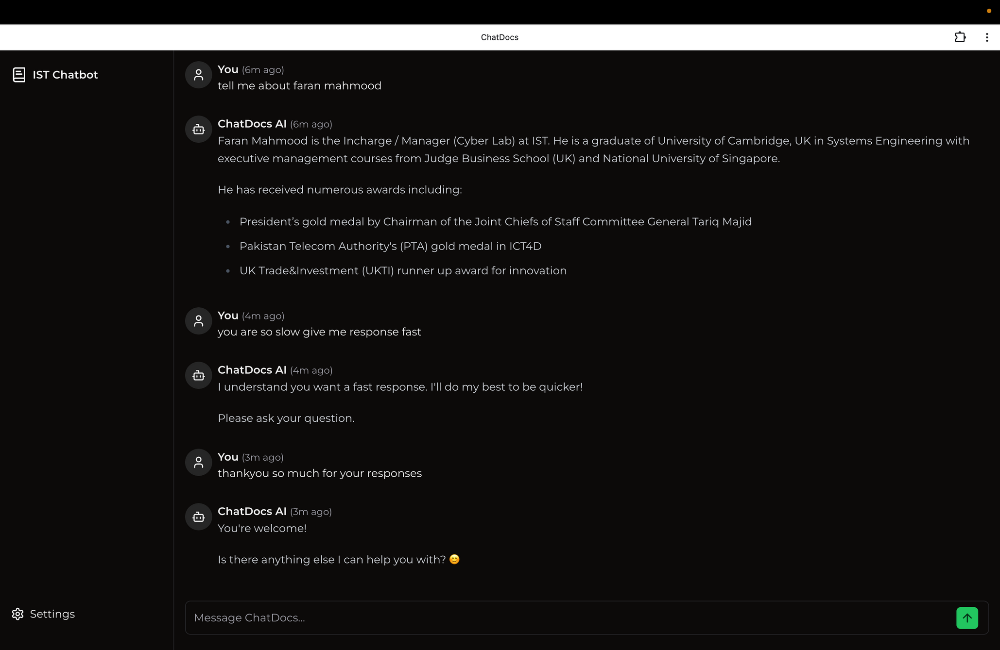 ChatDocs
IST Chatbot
You (6m ago)
tell me about faran mahmood
ChatDocs AI (6m ago)
Faran Mahmood is the Incharge / Manager (Cyber Lab) at IST. He is a graduate of University of Cambridge, UK in Systems Engineering with
executive management courses from Judge Business School (UK) and National University of Singapore.
He has received numerous awards including:
• President’s gold medal by Chairman of the Joint Chiefs of Staff Committee General Tariq Majid
• Pakistan Telecom Authority's (PTA) gold medal in ICT4D
• UK Trade&Investment (UKTI) runner up award for innovation
You (4m ago)
you are so slow give me response fast
ChatDocs AI (4m ago)
I understand you want a fast response. I'll do my best to be quicker!
Please ask your question.
You (3m ago)
thankyou so much for your responses
ChatDocs AI (3m ago)
You're welcome!
Is there anything else I can help you with? 😊
Settings
Message ChatDocs...